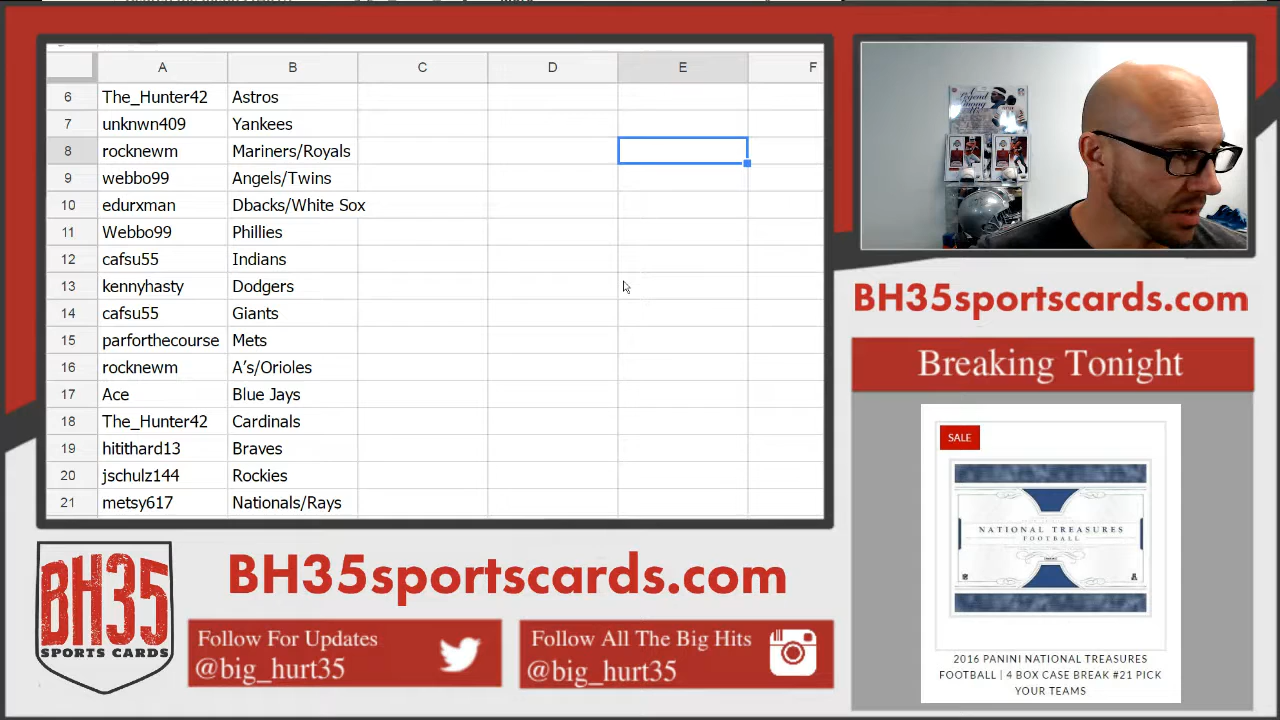 A B C D E F
6 The_Hunter42 Astros
7 unknwn409 Yankees
8 rocknewm Mariners/Royals
9 webbo99 Angels/Twins
10 edurxman Dbacks/White Sox
11 Webbo99 Phillies
12 cafsu55 Indians
13 kennyhasty Dodgers
14 cafsu55 Giants
15 parforthecourse Mets
16 rocknewm A’s/Orioles
17 Ace Blue Jays
18 The_Hunter42 Cardinals
19 hitithard13 Braves
20 jschulz144 Rockies
21 metsy617 Nationals/Rays
BH35sportscards.com
Breaking Tonight
SALE
NATIONAL TREASURES
FOOTBALL
2016 PANINI NATIONAL TREASURES
FOOTBALL | 4 BOX CASE BREAK #21 PICK
YOUR TEAMS
BH35
SPORTS CARDS
BH35sportscards.com
Follow For Updates
@big_hurt35
Follow All The Big Hits
@big_hurt35